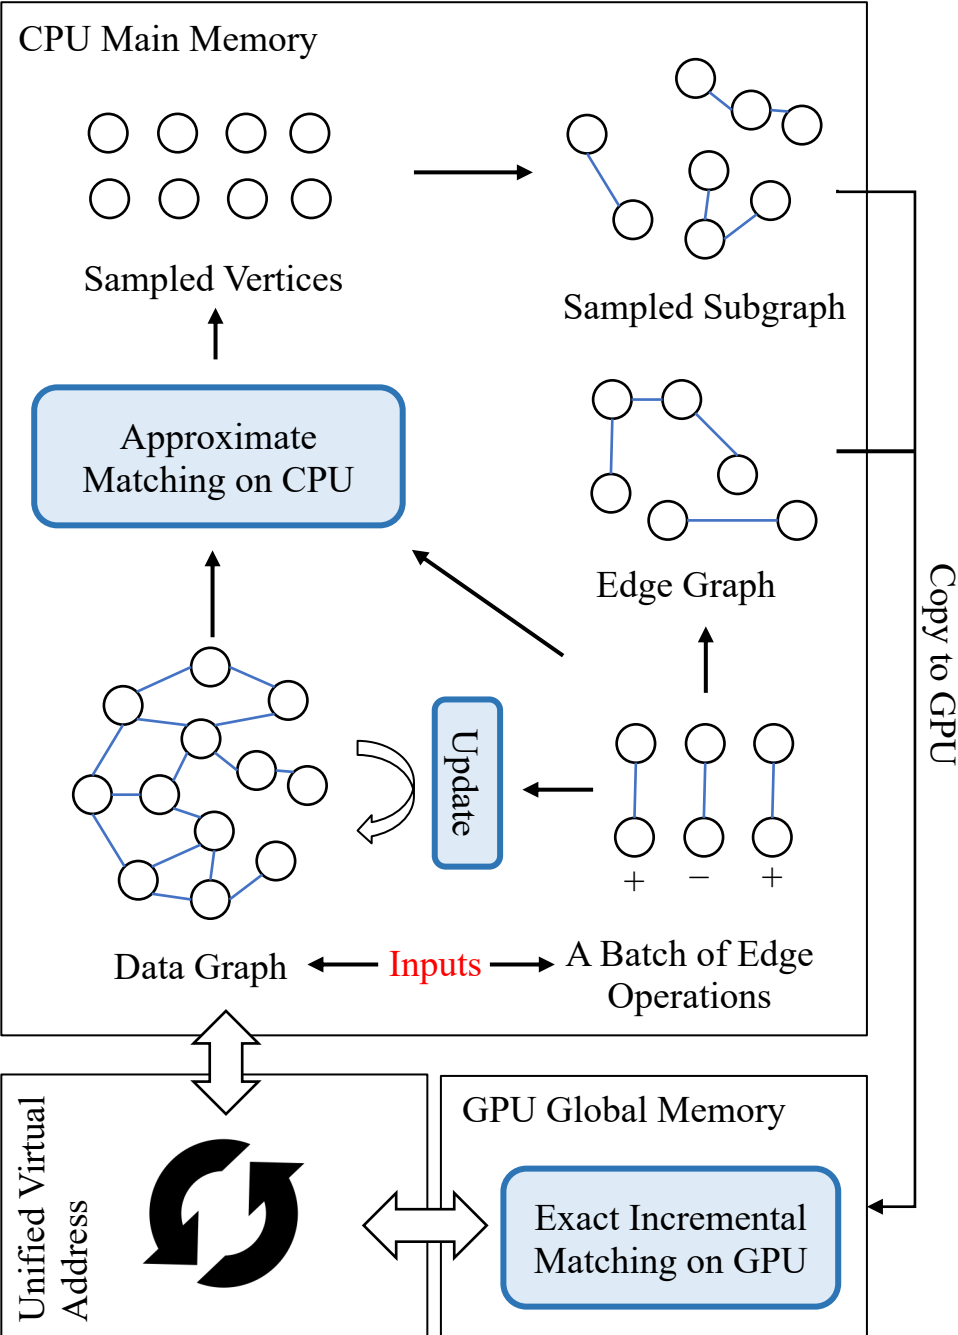 CPU Main Memory
Sampled Vertices
Sampled Subgraph
Approximate
Matching on CPU
Edge Graph
Copy to GPU
Update
+ − +
Data Graph
Inputs
A Batch of Edge
Operations
Unified Virtual
Address
GPU Global Memory
Exact Incremental
Matching on GPU